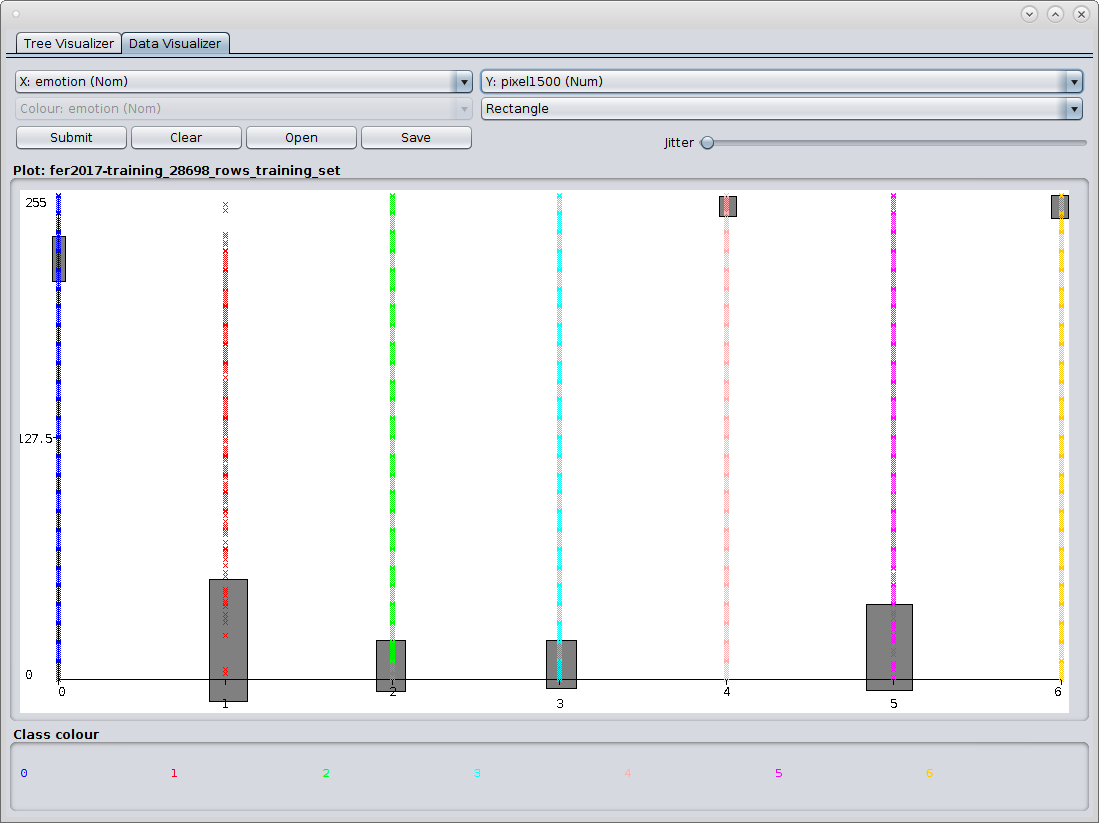 Tree Visualizer Data Visualizer
X: emotion (Nom) Y: pixel1500 (Num)
Colour: emotion (Nom) Rectangle
Submit Clear Open Save Jitter
Plot: fer2017-training_28698_rows_training_set
255
127.5
0
0 1 2 3 4 5 6
Class colour
0 1 2 3 4 5 6